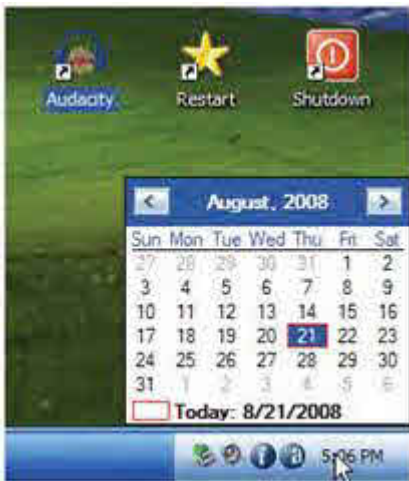 Audacity Restart Shutdown
August, 2008
Sun Mon Tue Wed Thu Fri Sat
27 28 29 30 31 1 2
3 4 5 6 7 8 9
10 11 12 13 14 15 16
17 18 19 20 21 22 23
24 25 26 27 28 29 30
31 1 2 3 4 5 6
Today: 8/21/2008
5:06 PM